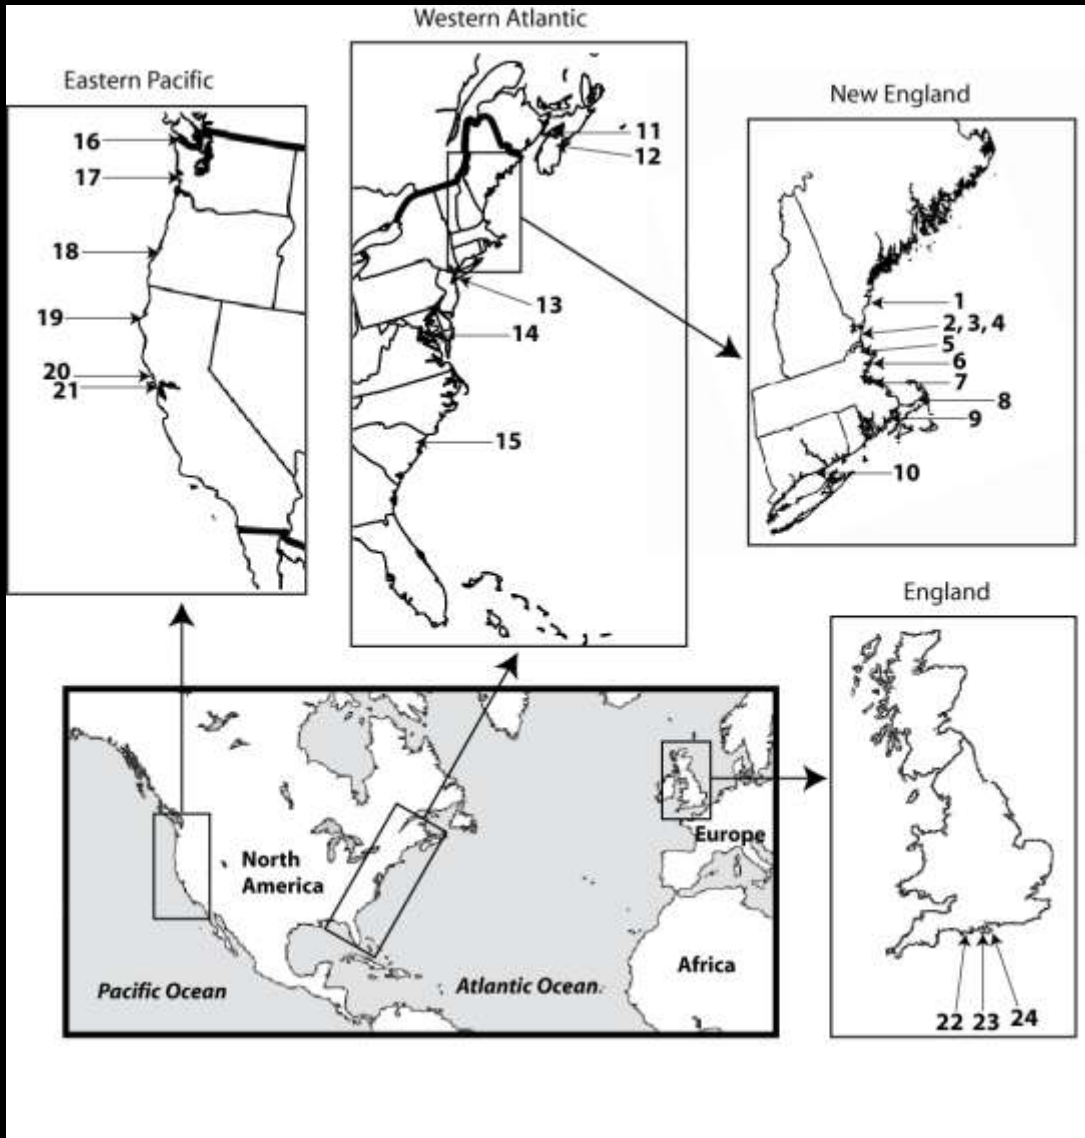 Western Atlantic
Eastern Pacific
New England
16
17
18
19
20
21
11
12
13
14
15
1
2, 3, 4
5
6
7
8
9
10
England
22 23 24
North
America
Europe
Africa
Pacific Ocean
Atlantic Ocean